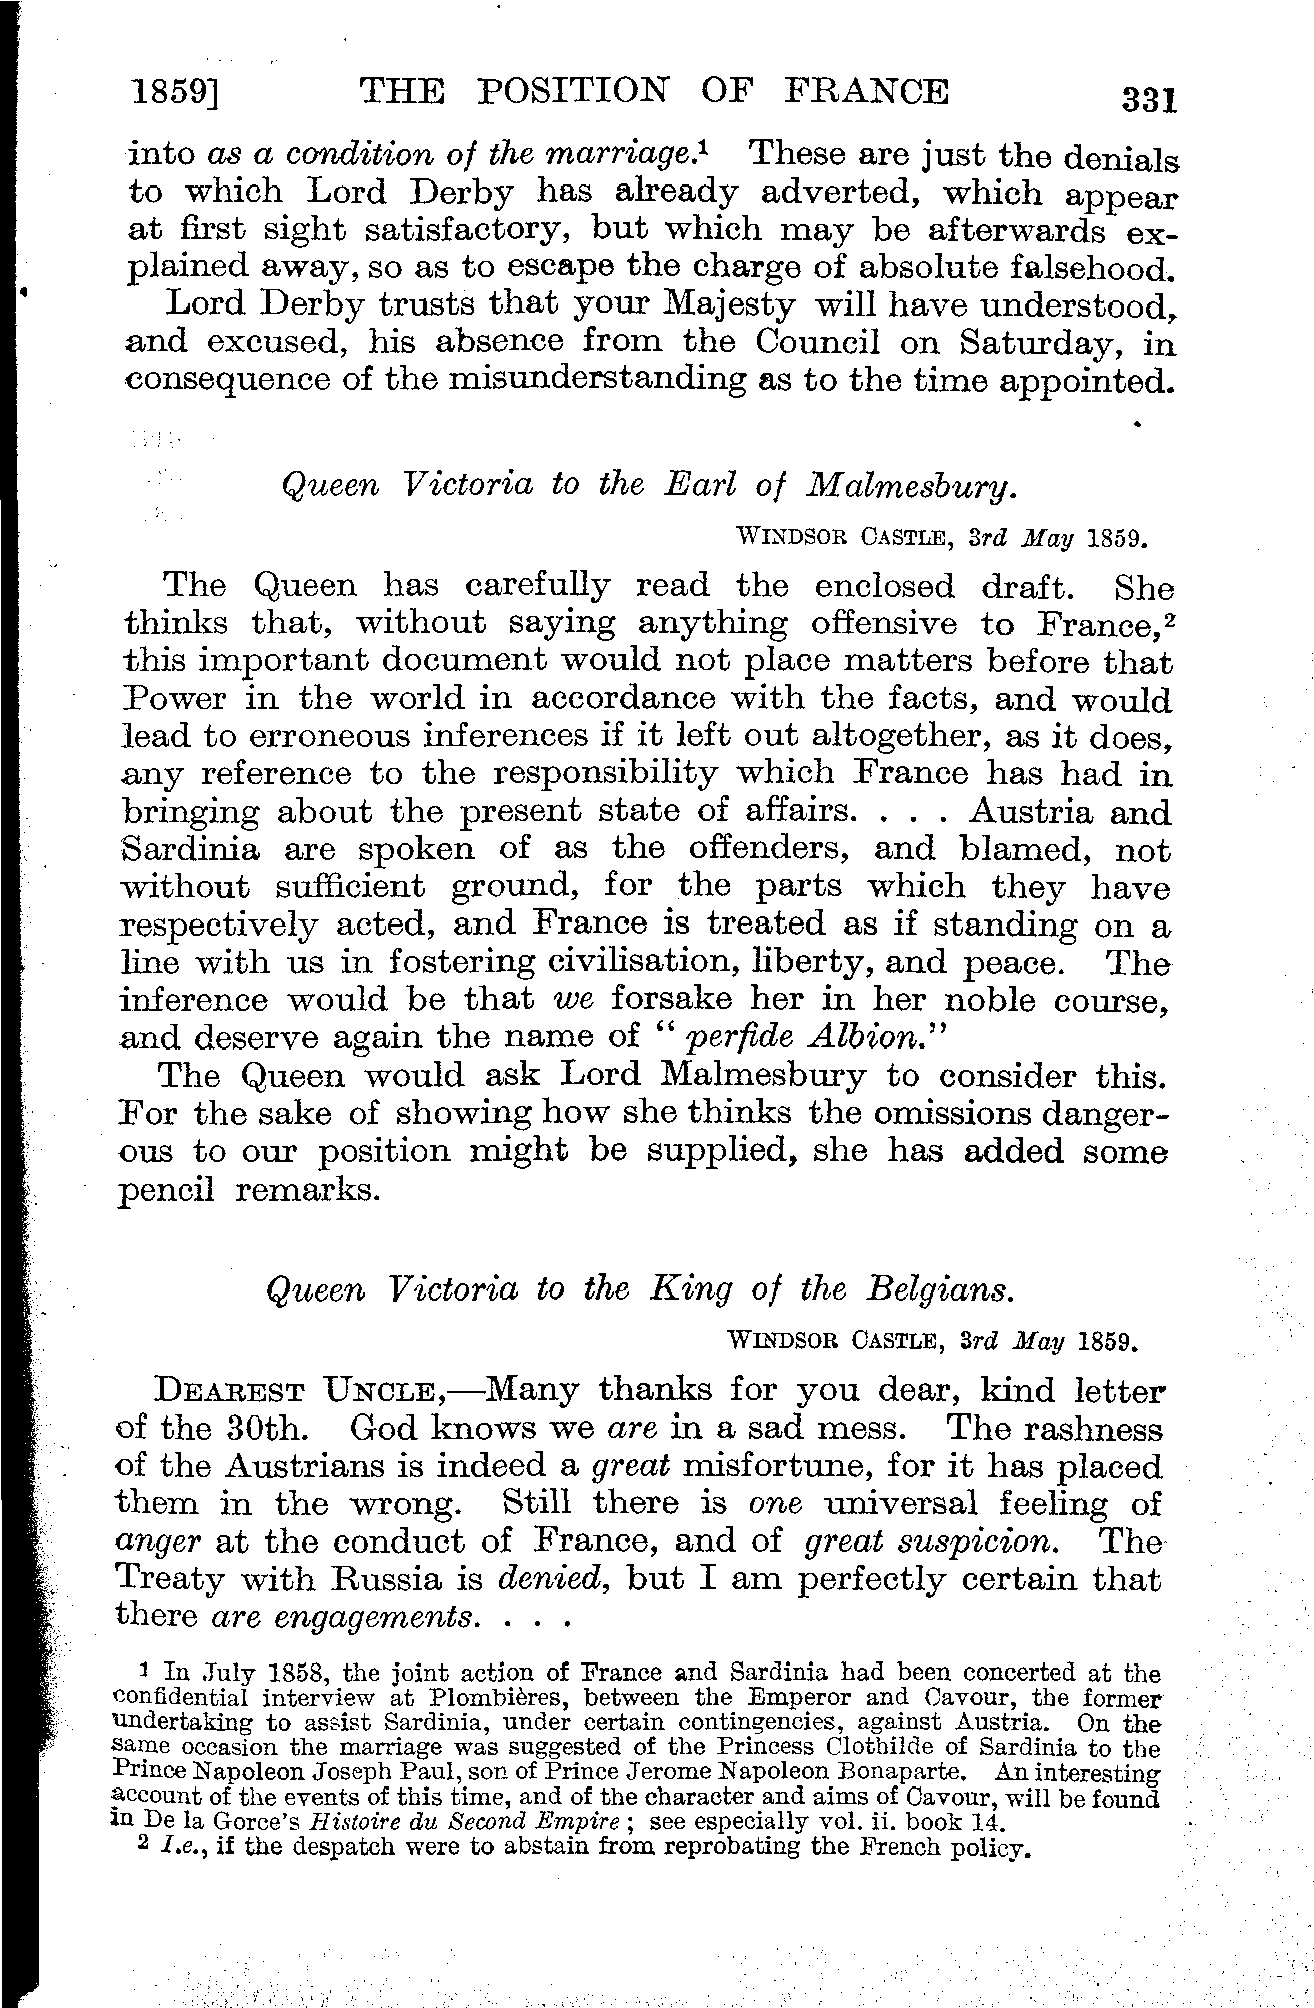 1859] THE POSITION OF FRANCE 331
into as a condition of the marriage.¹ These are just the denials
to which Lord Derby has already adverted, which appear
at first sight satisfactory, but which may be afterwards ex-
plained away, so as to escape the charge of absolute falsehood.
Lord Derby trusts that your Majesty will have understood,
and excused, his absence from the Council on Saturday, in
consequence of the misunderstanding as to the time appointed.
Queen Victoria to the Earl of Malmesbury.
WINDSOR CASTLE, 3rd May 1859.
The Queen has carefully read the enclosed draft. She
thinks that, without saying anything offensive to France,²
this important document would not place matters before that
Power in the world in accordance with the facts, and would
lead to erroneous inferences if it left out altogether, as it does,
any reference to the responsibility which France has had in
bringing about the present state of affairs. . . . Austria and
Sardinia are spoken of as the offenders, and blamed, not
without sufficient ground, for the parts which they have
respectively acted, and France is treated as if standing on a
line with us in fostering civilisation, liberty, and peace. The
inference would be that we forsake her in her noble course,
and deserve again the name of “ perfide Albion.”
The Queen would ask Lord Malmesbury to consider this.
For the sake of showing how she thinks the omissions danger-
ous to our position might be supplied, she has added some
pencil remarks.
Queen Victoria to the King of the Belgians.
WINDSOR CASTLE, 3rd May 1859.
DEAREST UNCLE,—Many thanks for you dear, kind letter
of the 30th. God knows we are in a sad mess. The rashness
of the Austrians is indeed a great misfortune, for it has placed
them in the wrong. Still there is one universal feeling of
anger at the conduct of France, and of great suspicion. The
Treaty with Russia is denied, but I am perfectly certain that
there are engagements. . . .
¹ In July 1858, the joint action of France and Sardinia had been concerted at the
confidential interview at Plombières, between the Emperor and Cavour, the former
undertaking to assist Sardinia, under certain contingencies, against Austria. On the
same occasion the marriage was suggested of the Princess Clothilde of Sardinia to the
Prince Napoleon Joseph Paul, son of Prince Jerome Napoleon Bonaparte. An interesting
account of the events of this time, and of the character and aims of Cavour, will be found
in De la Gorce's Histoire du Second Empire ; see especially vol. ii. book 14.
² I.e., if the despatch were to abstain from reprobating the French policy.